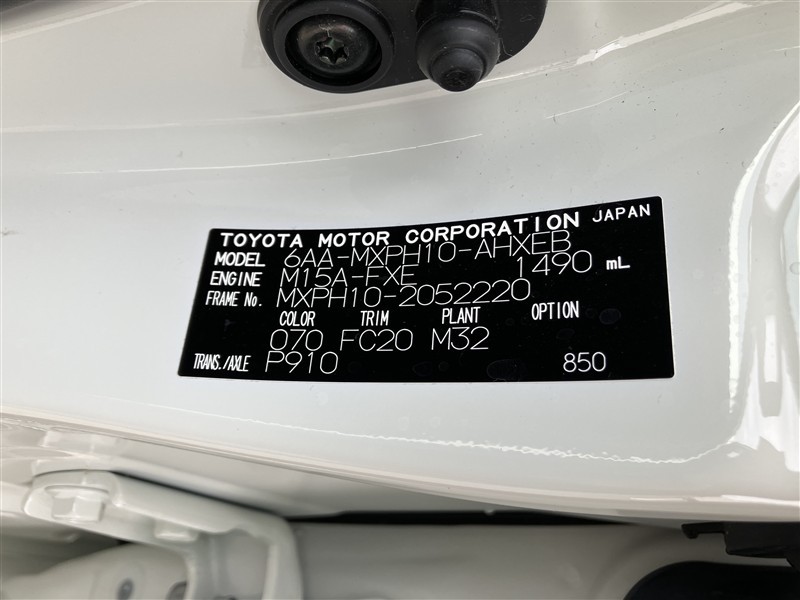 TOYOTA MOTOR CORPORATION JAPAN
MODEL 6AA-MXPH10-AHXEB
ENGINE M15A-FXE 1490 mL
FRAME No. MXPH10-2052220
COLOR TRIM PLANT OPTION
070 FC20 M32
TRANS./AXLE P910 850